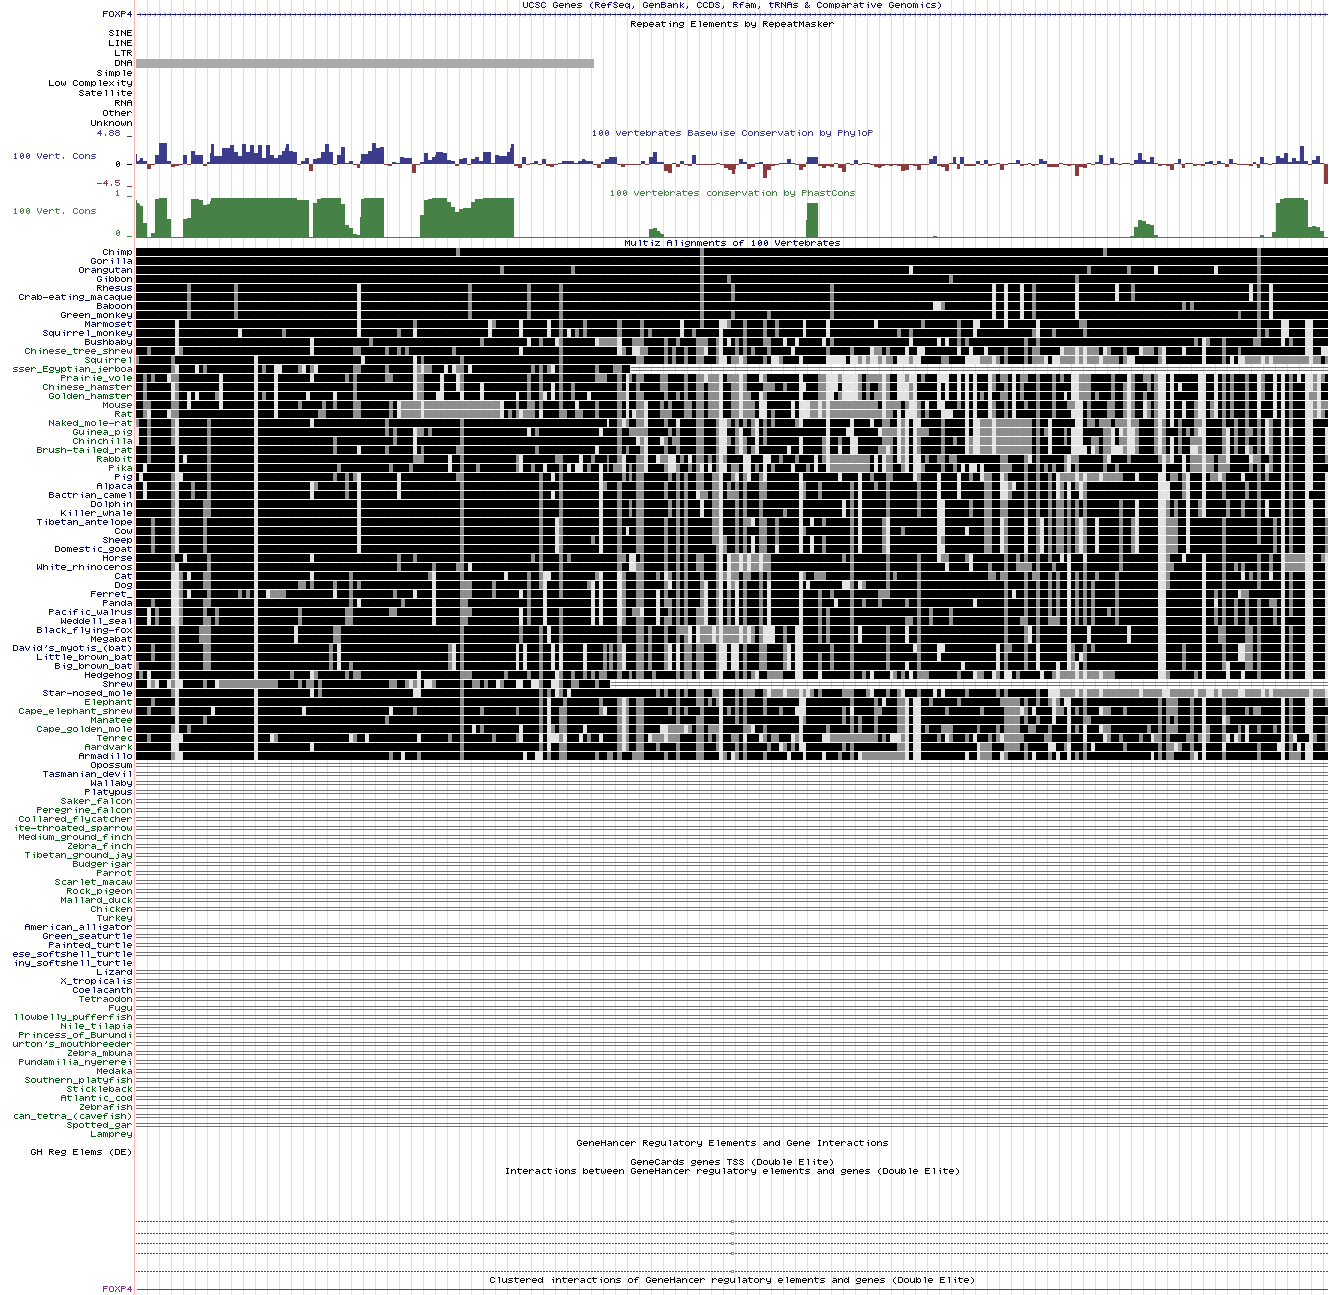 UCSC Genes (RefSeq, GenBank, CCDS, Rfam, tRNAs & Comparative Genomics)
FOXP4
Repeating Elements by RepeatMasker
SINE
LINE
LTR
DNA
Simple
Low Complexity
Satellite
RNA
Other
Unknown
4.88 _
100 vertebrates Basewise Conservation by PhyloP
100 Vert. Cons
0 -
-4.5 _
100 vertebrates conservation by PhastCons
1 _
100 Vert. Cons
0 _
Multiz Alignments of 100 Vertebrates
Chimp
Gorilla
Orangutan
Gibbon
Rhesus
Crab-eating_macaque
Baboon
Green_monkey
Marmoset
Squirrel_monkey
Bushbaby
Chinese_tree_shrew
Squirrel
sser_Egyptian_jerboa
Prairie_vole
Chinese_hamster
Golden_hamster
Mouse
Rat
Naked_mole-rat
Guinea_pig
Chinchilla
Brush-tailed_rat
Rabbit
Pika
Pig
Alpaca
Bactrian_camel
Dolphin
Killer_whale
Tibetan_antelope
Cow
Sheep
Domestic_goat
Horse
White_rhinoceros
Cat
Dog
Ferret_
Panda
Pacific_walrus
Weddell_seal
Black_flying-fox
Megabat
David's_myotis_(bat)
Little_brown_bat
Big_brown_bat
Hedgehog
Shrew
Star-nosed_mole
Elephant
Cape_elephant_shrew
Manatee
Cape_golden_mole
Tenrec
Aardvark
Armadillo
Opossum
Tasmanian_devil
Wallaby
Platypus
Saker_falcon
Peregrine_falcon
Collared_flycatcher
ite-throated_sparrow
Medium_ground_finch
Zebra_finch
Tibetan_ground_jay
Budgerigar
Parrot
Scarlet_macaw
Rock_pigeon
Mallard_duck
Chicken
Turkey
American_alligator
Green_seaturtle
Painted_turtle
ese_softshell_turtle
iny_softshell_turtle
Lizard
X_tropicalis
Coelacanth
Tetraodon
Fugu
llowbelly_pufferfish
Nile_tilapia
Princess_of_Burundi
urton's_mouthbreeder
Zebra_mbuna
Pundamilia_nyererei
Medaka
Southern_platyfish
Stickleback
Atlantic_cod
Zebrafish
can_tetra_(cavefish)
Spotted_gar
Lamprey
GeneHancer Regulatory Elements and Gene Interactions
GH Reg Elems (DE)
GeneCards genes TSS (Double Elite)
Interactions between GeneHancer regulatory elements and genes (Double Elite)
Clustered interactions of GeneHancer regulatory elements and genes (Double Elite)
FOXP4